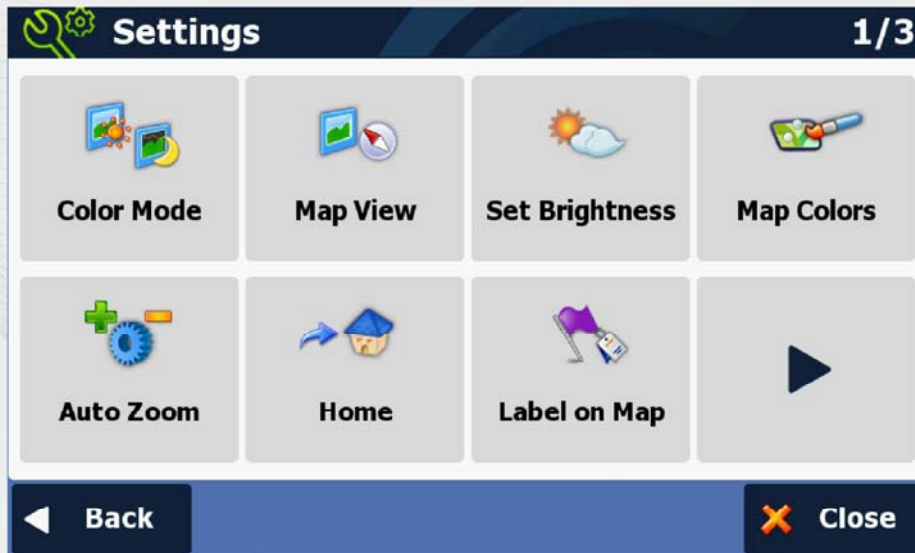 Settings 1/3
Color Mode Map View Set Brightness Map Colors
Auto Zoom Home Label on Map
Back Close